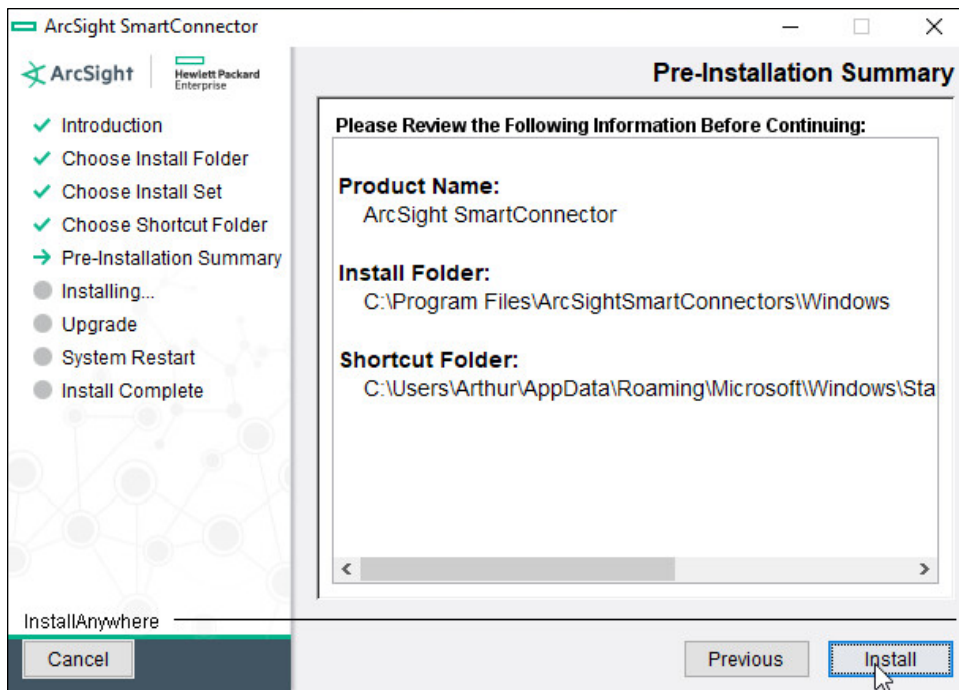 ArcSight SmartConnector
ArcSight
Hewlett Packard
Enterprise
Introduction
Choose Install Folder
Choose Install Set
Choose Shortcut Folder
Pre-Installation Summary
Installing...
Upgrade
System Restart
Install Complete
InstallAnywhere
Cancel
Pre-Installation Summary
Please Review the Following Information Before Continuing:
Product Name:
ArcSight SmartConnector
Install Folder:
C:\Program Files\ArcSightSmartConnectors\Windows
Shortcut Folder:
C:\Users\Arthur\AppData\Roaming\Microsoft\Windows\Sta
Previous
Install